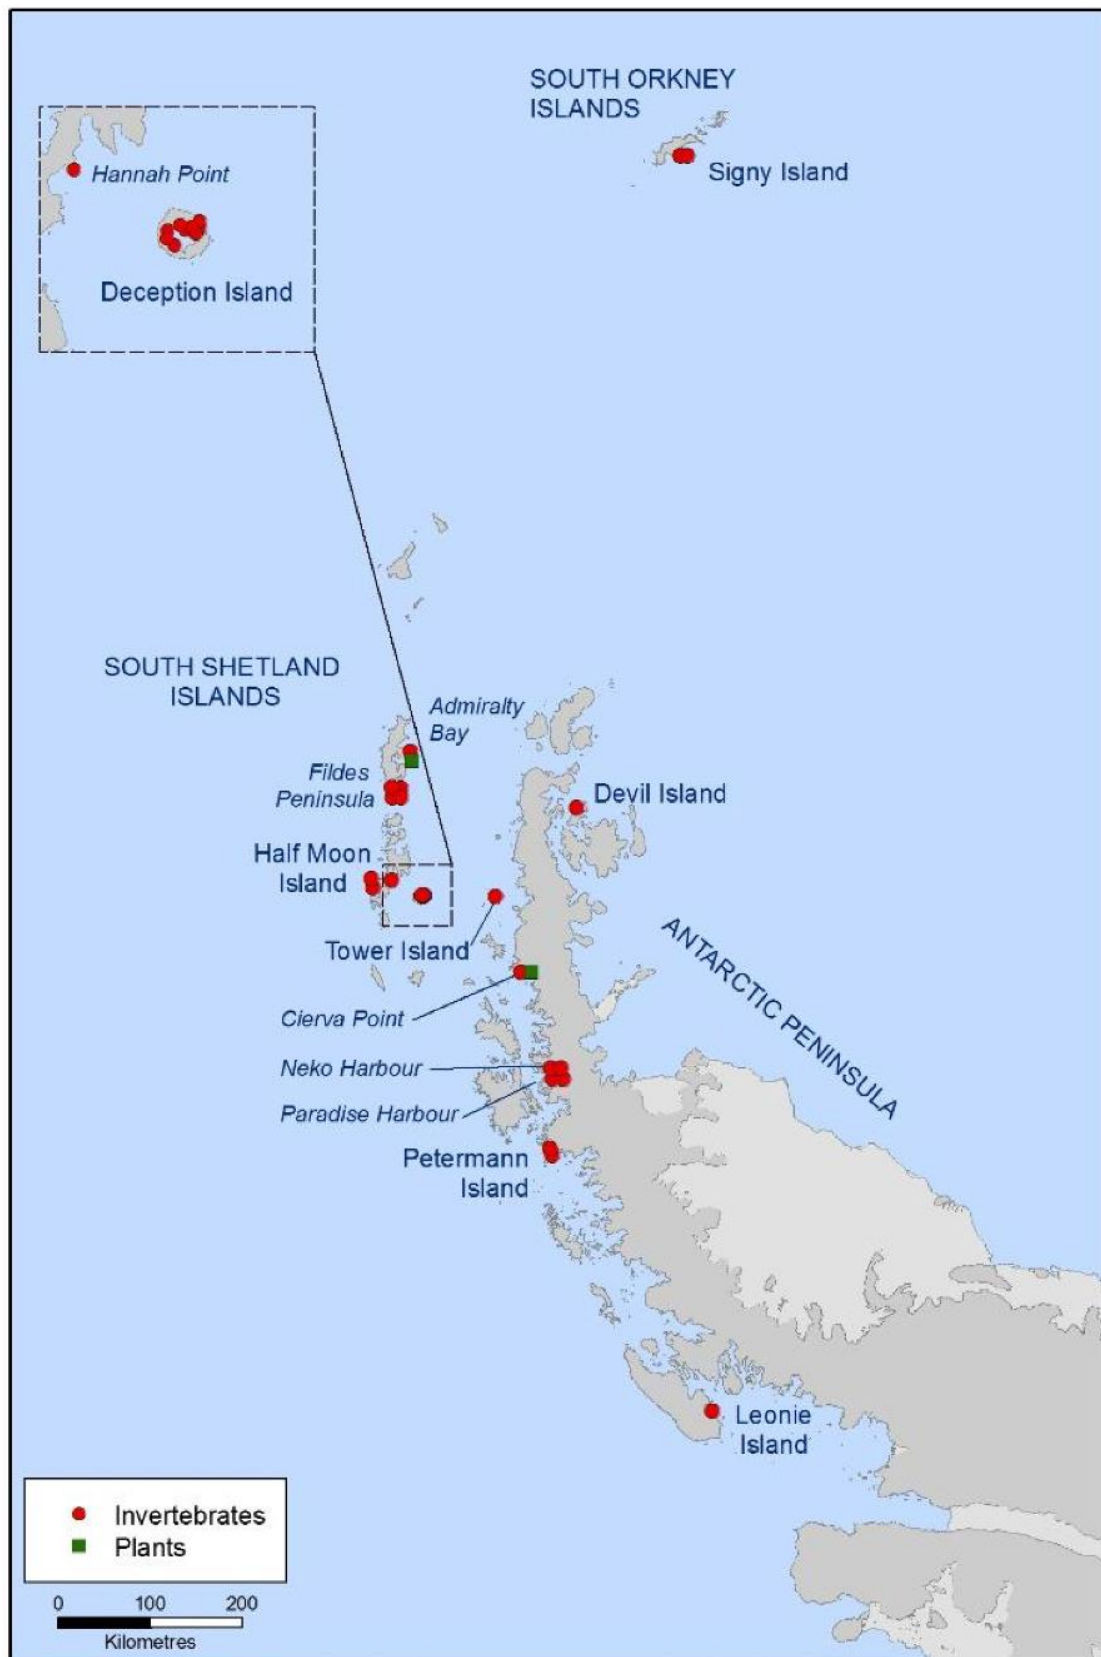 SOUTH ORKNEY
ISLANDS
Signy Island
Hannah Point
Deception Island
SOUTH SHETLAND
ISLANDS
Admiralty
Bay
Fildes
Peninsula
Devil Island
Half Moon
Island
Tower Island
ANTARCTIC PENINSULA
Cierva Point
Neko Harbour
Paradise Harbour
Petermann
Island
Leonie
Island
Invertebrates
Plants
0 100 200
Kilometres